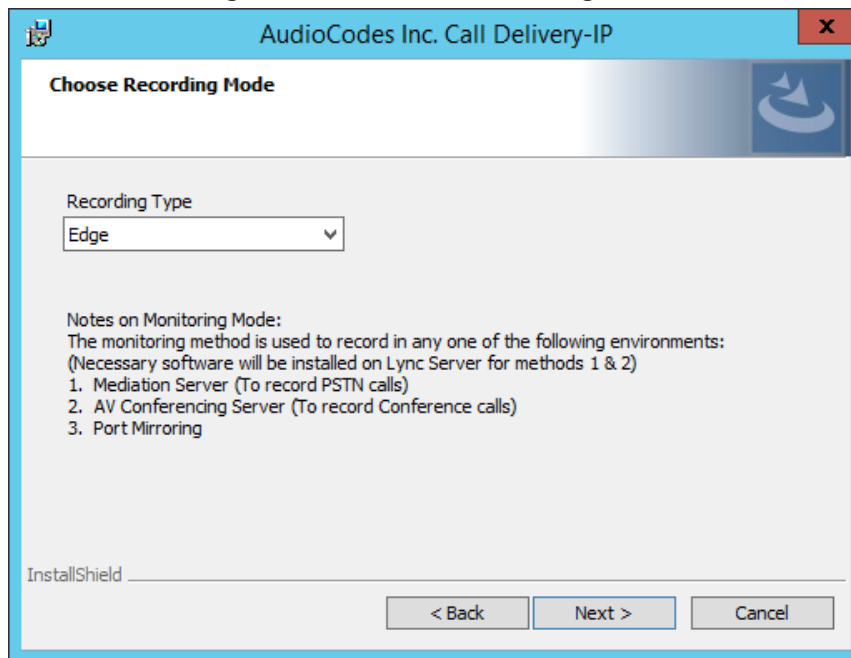 AudioCodes Inc. Call Delivery-IP
x
Choose Recording Mode
Recording Type
Edge
Notes on Monitoring Mode:
The monitoring method is used to record in any one of the following environments:
(Necessary software will be installed on Lync Server for methods 1 & 2)
1. Mediation Server (To record PSTN calls)
2. AV Conferencing Server (To record Conference calls)
3. Port Mirroring
InstallShield
< Back Next > Cancel